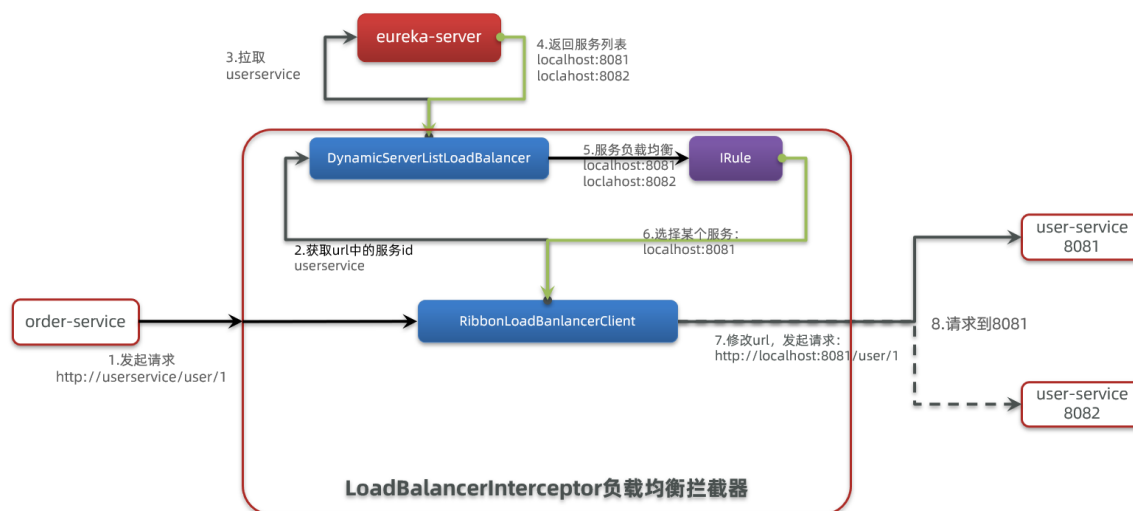 eureka-server
3.拉取
userservice
4.返回服务列表
localhost:8081
loclahost:8082
DynamicServerListLoadBalancer
5.服务负载均衡
localhost:8081
loclahost:8082
IRule
2.获取url中的服务id
userservice
6.选择某个服务：
localhost:8081
user-service
8081
order-service
1.发起请求
http://userservice/user/1
RibbonLoadBanlancerClient
7.修改url，发起请求：
http://localhost:8081/user/1
8.请求到8081
user-service
8082
LoadBalancerInterceptor负载均衡拦截器